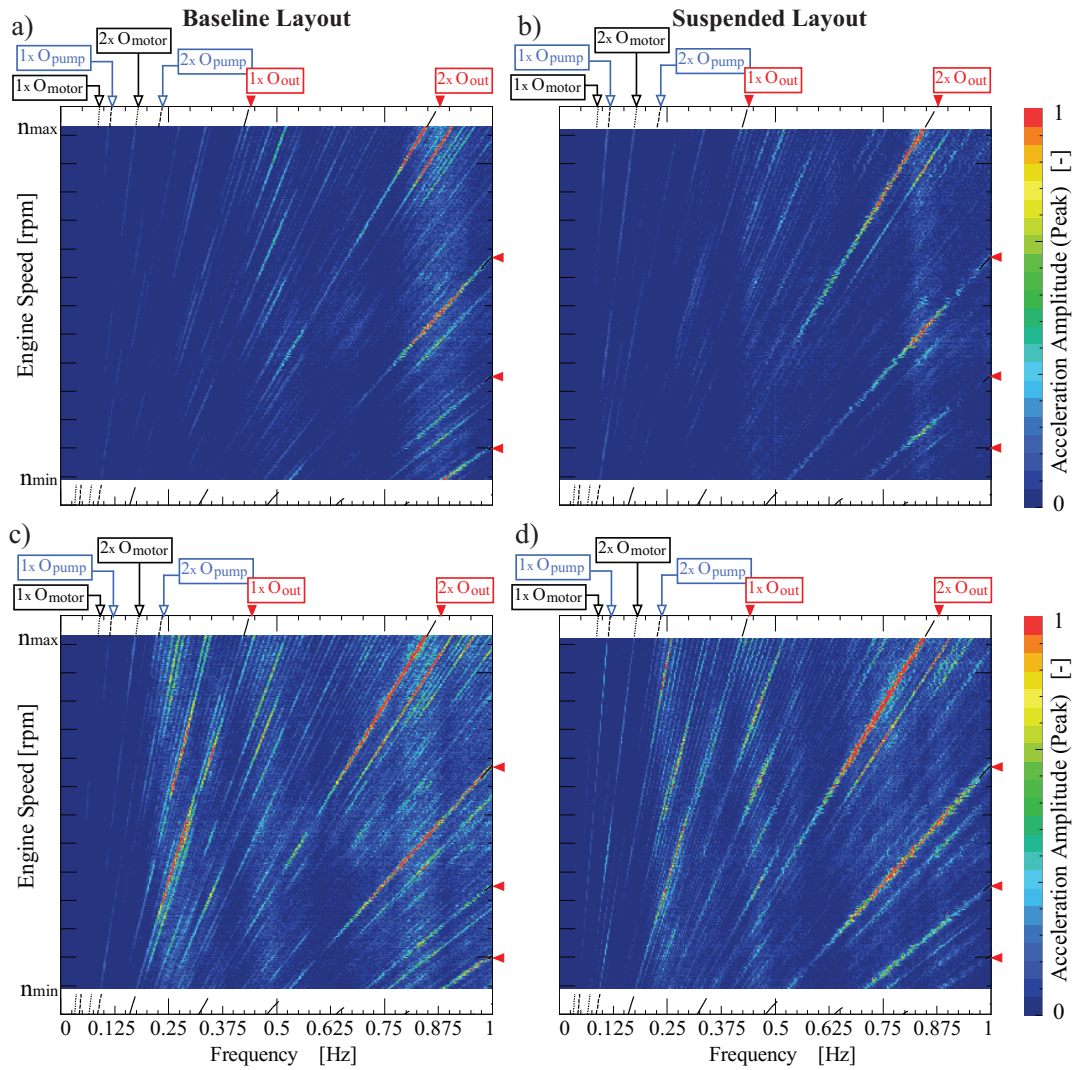 Baseline Layout
Suspended Layout
a)
b)
2x Omotor
1x Opump
2x Opump
1x Omotor
1x Oout
2x Oout
2x Omotor
1x Opump
2x Opump
1x Omotor
1x Oout
2x Oout
nmax
Engine Speed [rpm]
nmin
1
Acceleration Amplitude (Peak) [-]
0
c)
d)
2x Omotor
1x Opump
2x Opump
1x Omotor
1x Oout
2x Oout
2x Omotor
1x Opump
2x Opump
1x Omotor
1x Oout
2x Oout
nmax
Engine Speed [rpm]
nmin
1
Acceleration Amplitude (Peak) [-]
0
0 0.125 0.25 0.375 0.5 0.625 0.75 0.875 1
Frequency [Hz]
0 0.125 0.25 0.375 0.5 0.625 0.75 0.875 1
Frequency [Hz]